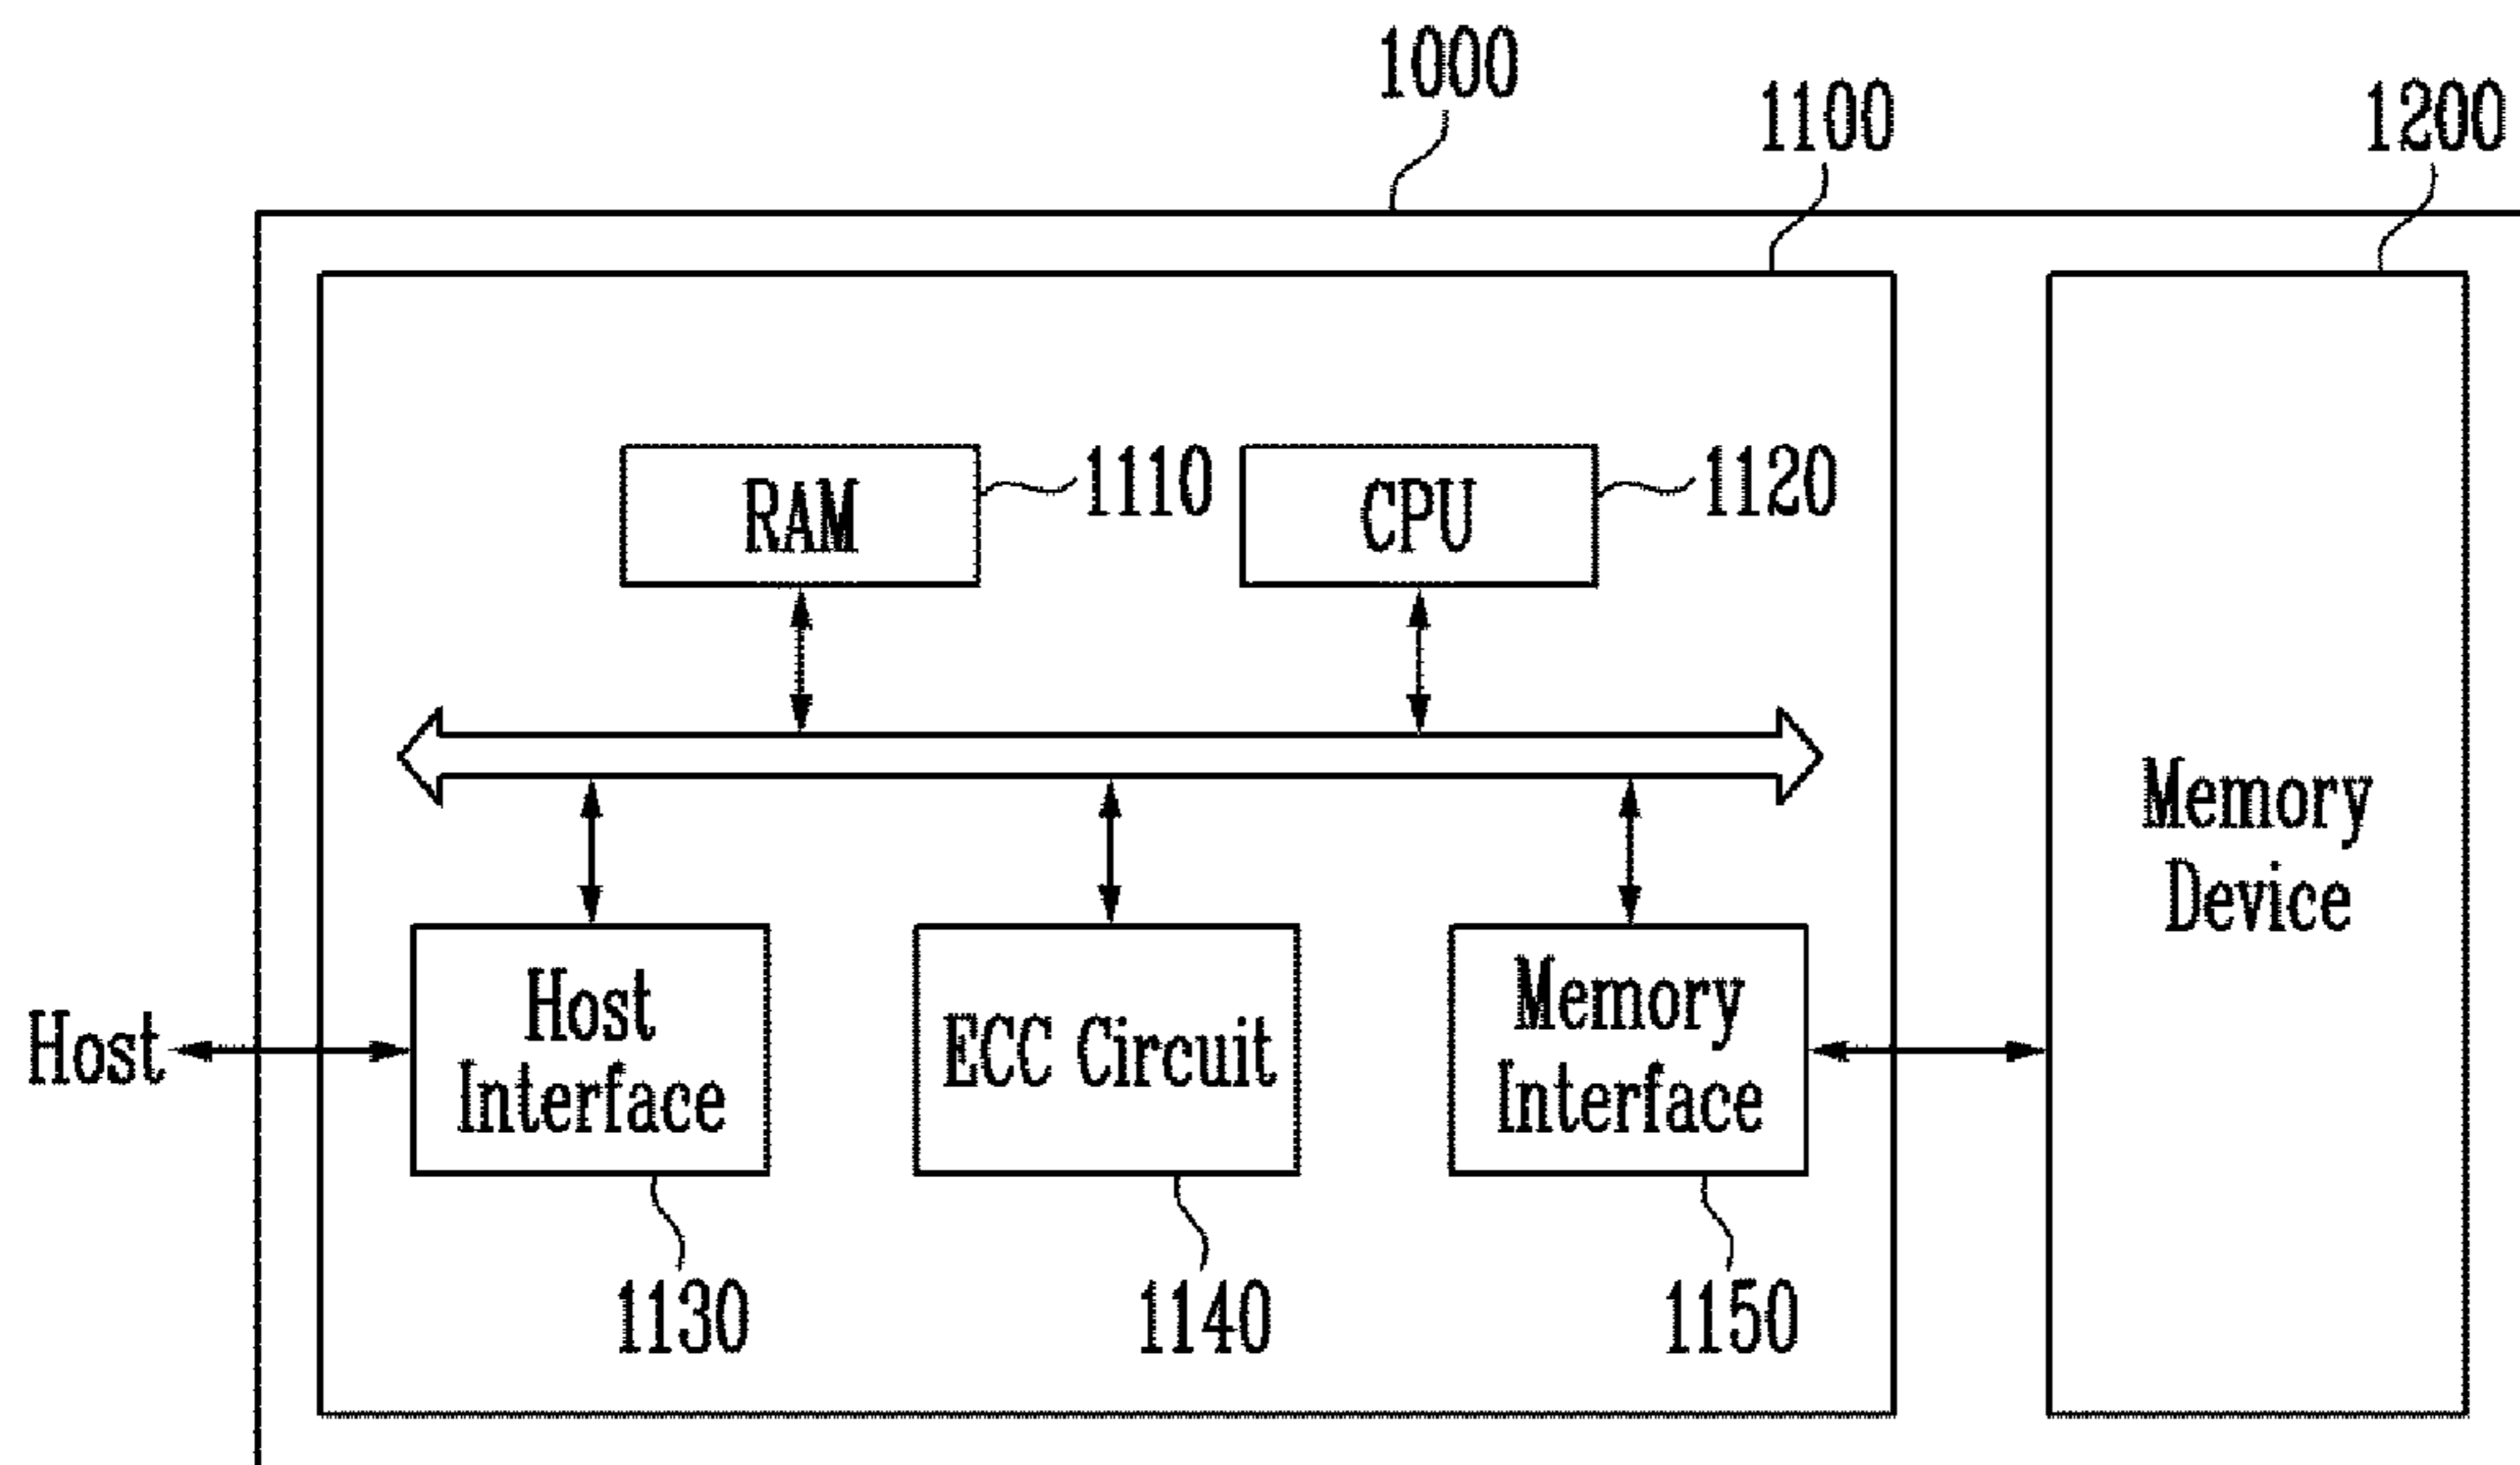 1000
1100
1200
RAM
1110
CPU
1120
Memory
Device
Host
Host
Interface
ECC Circuit
Memory
Interface
1130
1140
1150